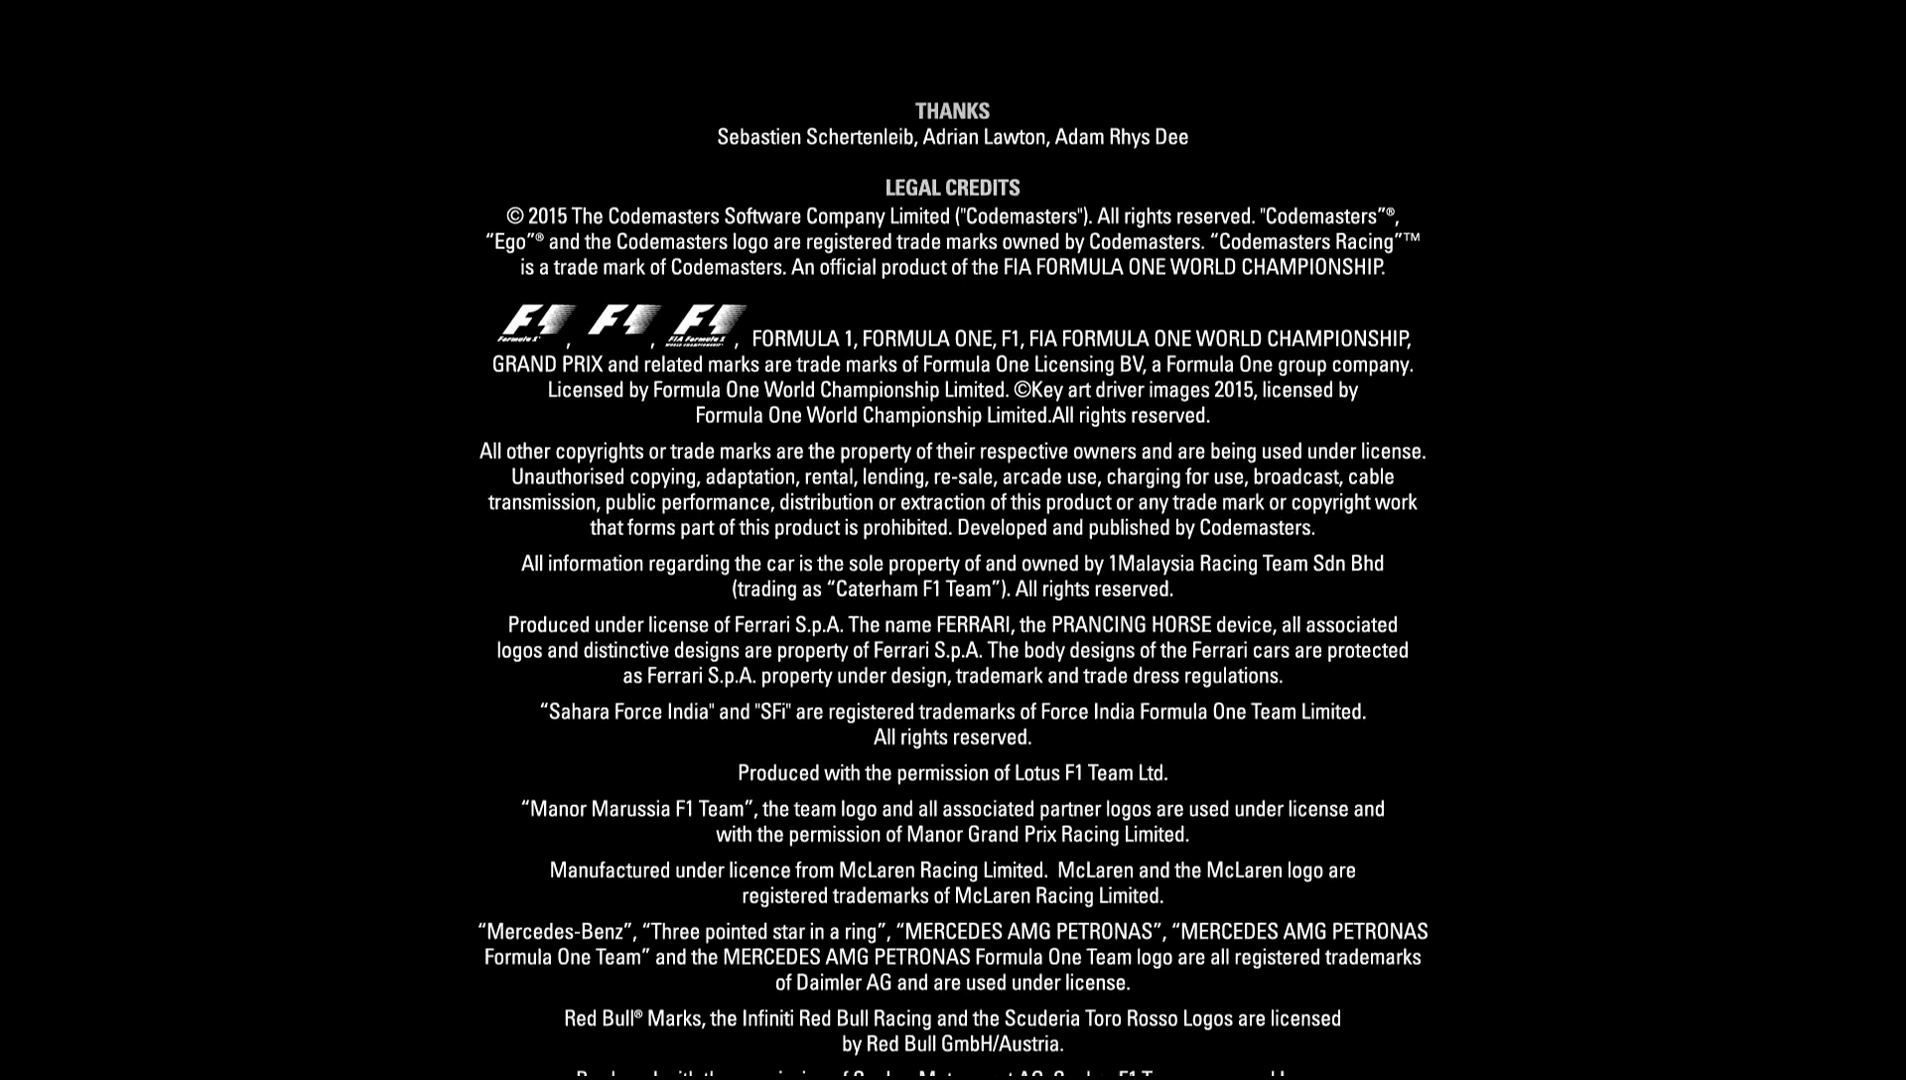 THANKS
Sebastien Schertenleib, Adrian Lawton, Adam Rhys Dee
LEGAL CREDITS
© 2015 The Codemasters Software Company Limited ("Codemasters"). All rights reserved. "Codemasters”®,
“Ego”® and the Codemasters logo are registered trade marks owned by Codemasters. “Codemasters Racing”™
is a trade mark of Codemasters. An official product of the FIA FORMULA ONE WORLD CHAMPIONSHIP.
F1 Formula 1, F1, F1 FIA Formula 1 WORLD CHAMPIONSHIP, FORMULA 1, FORMULA ONE, F1, FIA FORMULA ONE WORLD CHAMPIONSHIP,
GRAND PRIX and related marks are trade marks of Formula One Licensing BV, a Formula One group company.
Licensed by Formula One World Championship Limited. ©Key art driver images 2015, licensed by
Formula One World Championship Limited.All rights reserved.
All other copyrights or trade marks are the property of their respective owners and are being used under license.
Unauthorised copying, adaptation, rental, lending, re-sale, arcade use, charging for use, broadcast, cable
transmission, public performance, distribution or extraction of this product or any trade mark or copyright work
that forms part of this product is prohibited. Developed and published by Codemasters.
All information regarding the car is the sole property of and owned by 1Malaysia Racing Team Sdn Bhd
(trading as “Caterham F1 Team”). All rights reserved.
Produced under license of Ferrari S.p.A. The name FERRARI, the PRANCING HORSE device, all associated
logos and distinctive designs are property of Ferrari S.p.A. The body designs of the Ferrari cars are protected
as Ferrari S.p.A. property under design, trademark and trade dress regulations.
“Sahara Force India" and "SFi" are registered trademarks of Force India Formula One Team Limited.
All rights reserved.
Produced with the permission of Lotus F1 Team Ltd.
“Manor Marussia F1 Team”, the team logo and all associated partner logos are used under license and
with the permission of Manor Grand Prix Racing Limited.
Manufactured under licence from McLaren Racing Limited.  McLaren and the McLaren logo are
registered trademarks of McLaren Racing Limited.
“Mercedes-Benz”, “Three pointed star in a ring”, “MERCEDES AMG PETRONAS”, “MERCEDES AMG PETRONAS
Formula One Team” and the MERCEDES AMG PETRONAS Formula One Team logo are all registered trademarks
of Daimler AG and are used under license.
Red Bull® Marks, the Infiniti Red Bull Racing and the Scuderia Toro Rosso Logos are licensed
by Red Bull GmbH/Austria.